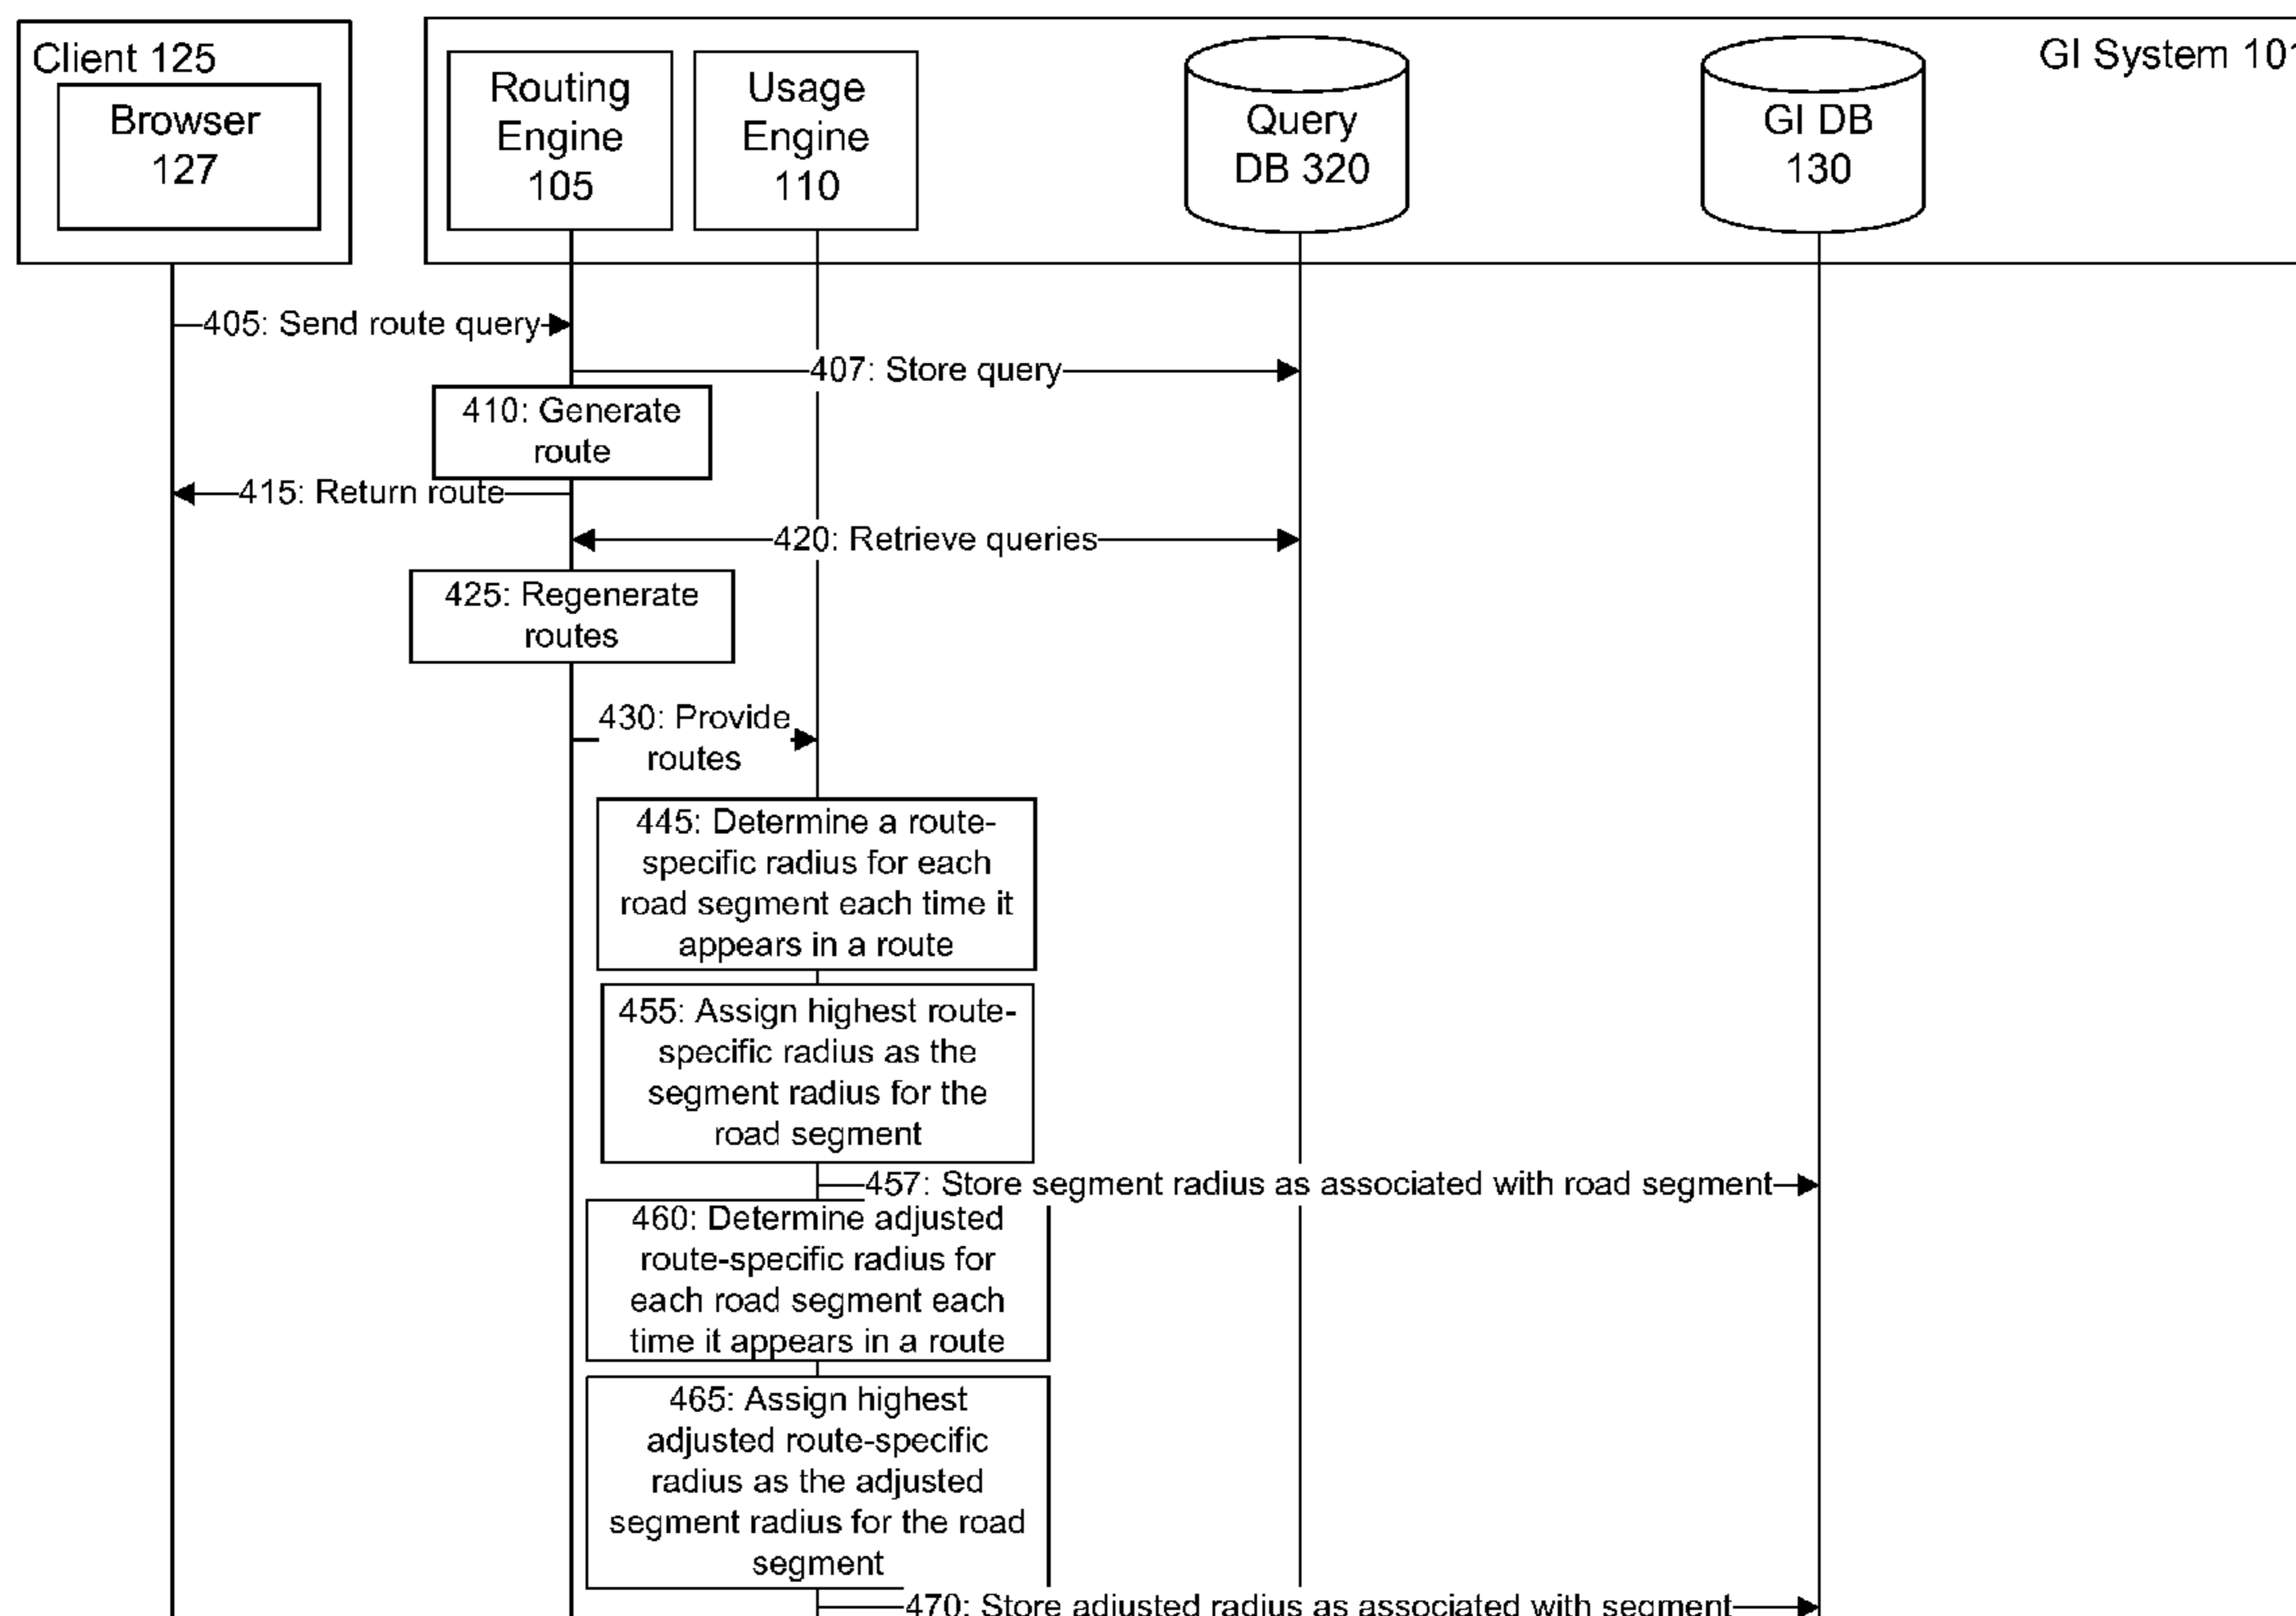 Client 125
Browser
127
Routing
Engine
105
Usage
Engine
110
Query
DB 320
GI DB
130
GI System 101
405: Send route query
407: Store query
410: Generate
route
415: Return route
420: Retrieve queries
425: Regenerate
routes
430: Provide
routes
445: Determine a route-
specific radius for each
road segment each time it
appears in a route
455: Assign highest route-
specific radius as the
segment radius for the
road segment
457: Store segment radius as associated with road segment
460: Determine adjusted
route-specific radius for
each road segment each
time it appears in a route
465: Assign highest
adjusted route-specific
radius as the adjusted
segment radius for the road
segment
470: Store adjusted radius as associated with segment